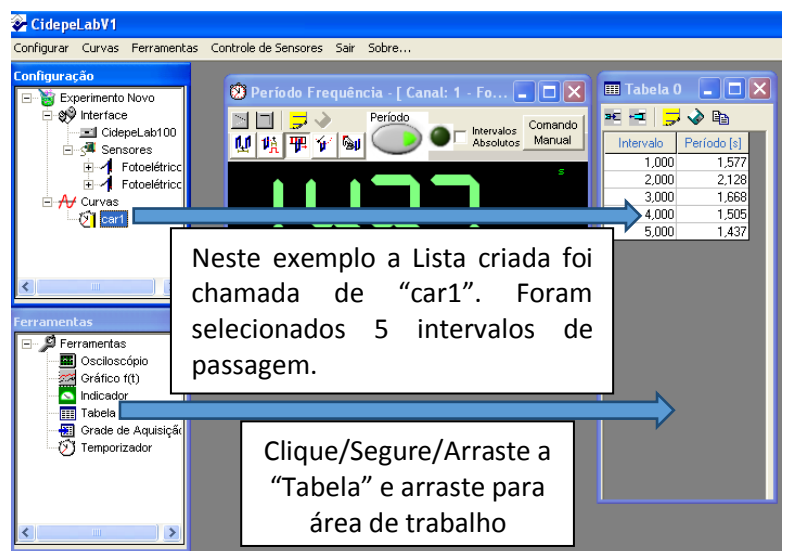 CidepeLabV1
Configurar Curvas Ferramentas Controle de Sensores Sair Sobre...
Configuração
Experimento Novo
Interface
CidepeLab100
Sensores
Fotoelétricc
Fotoelétricc
Curvas
car1
Período Frequência - [ Canal: 1 - Fo...
Período
Intervalos
Absolutos
Comando
Manual
s
Tabela 0
Intervalo Período [s]
1,000 1,577
2,000 2,128
3,000 1,668
4,000 1,505
5,000 1,437
Neste exemplo a Lista criada foi
chamada de “car1”. Foram
selecionados 5 intervalos de
passagem.
Ferramentas
Ferramentas
Osciloscópio
Gráfico f(t)
Indicador
Tabela
Grade de Aquisição
Temporizador
Clique/Segure/Arraste a
“Tabela” e arraste para
área de trabalho